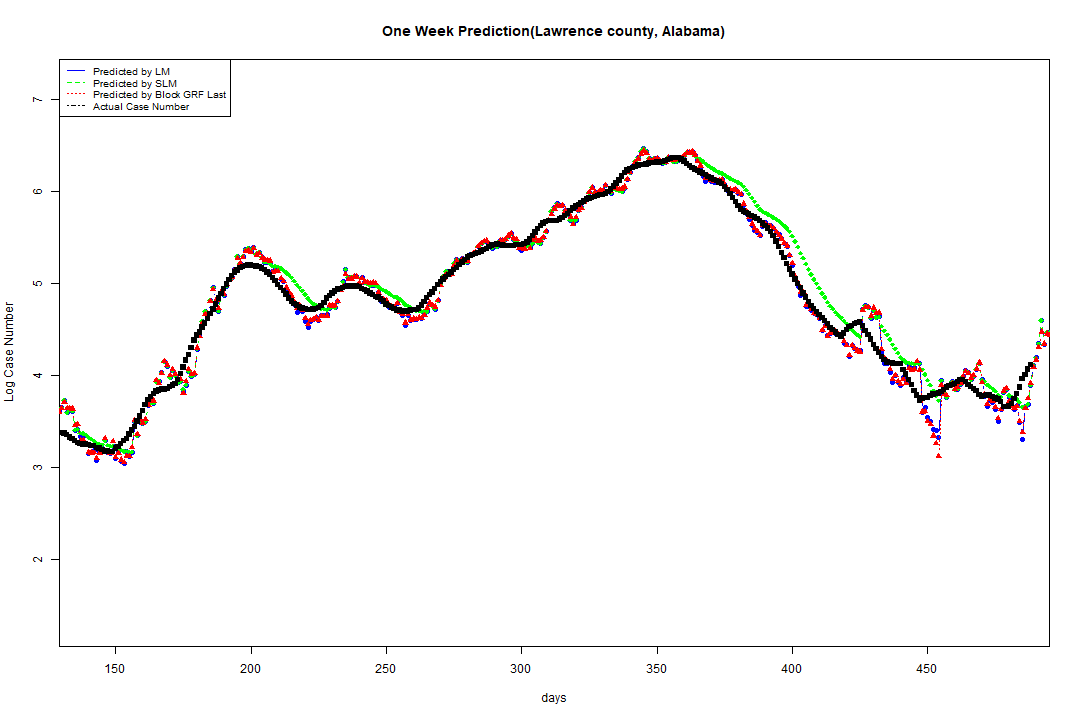 One Week Prediction(Lawrence county, Alabama)
Predicted by LM
Predicted by SLM
Predicted by Block GRF Last
Actual Case Number
Log Case Number
7
6
5
4
3
2
150 200 250 300 350 400 450
days